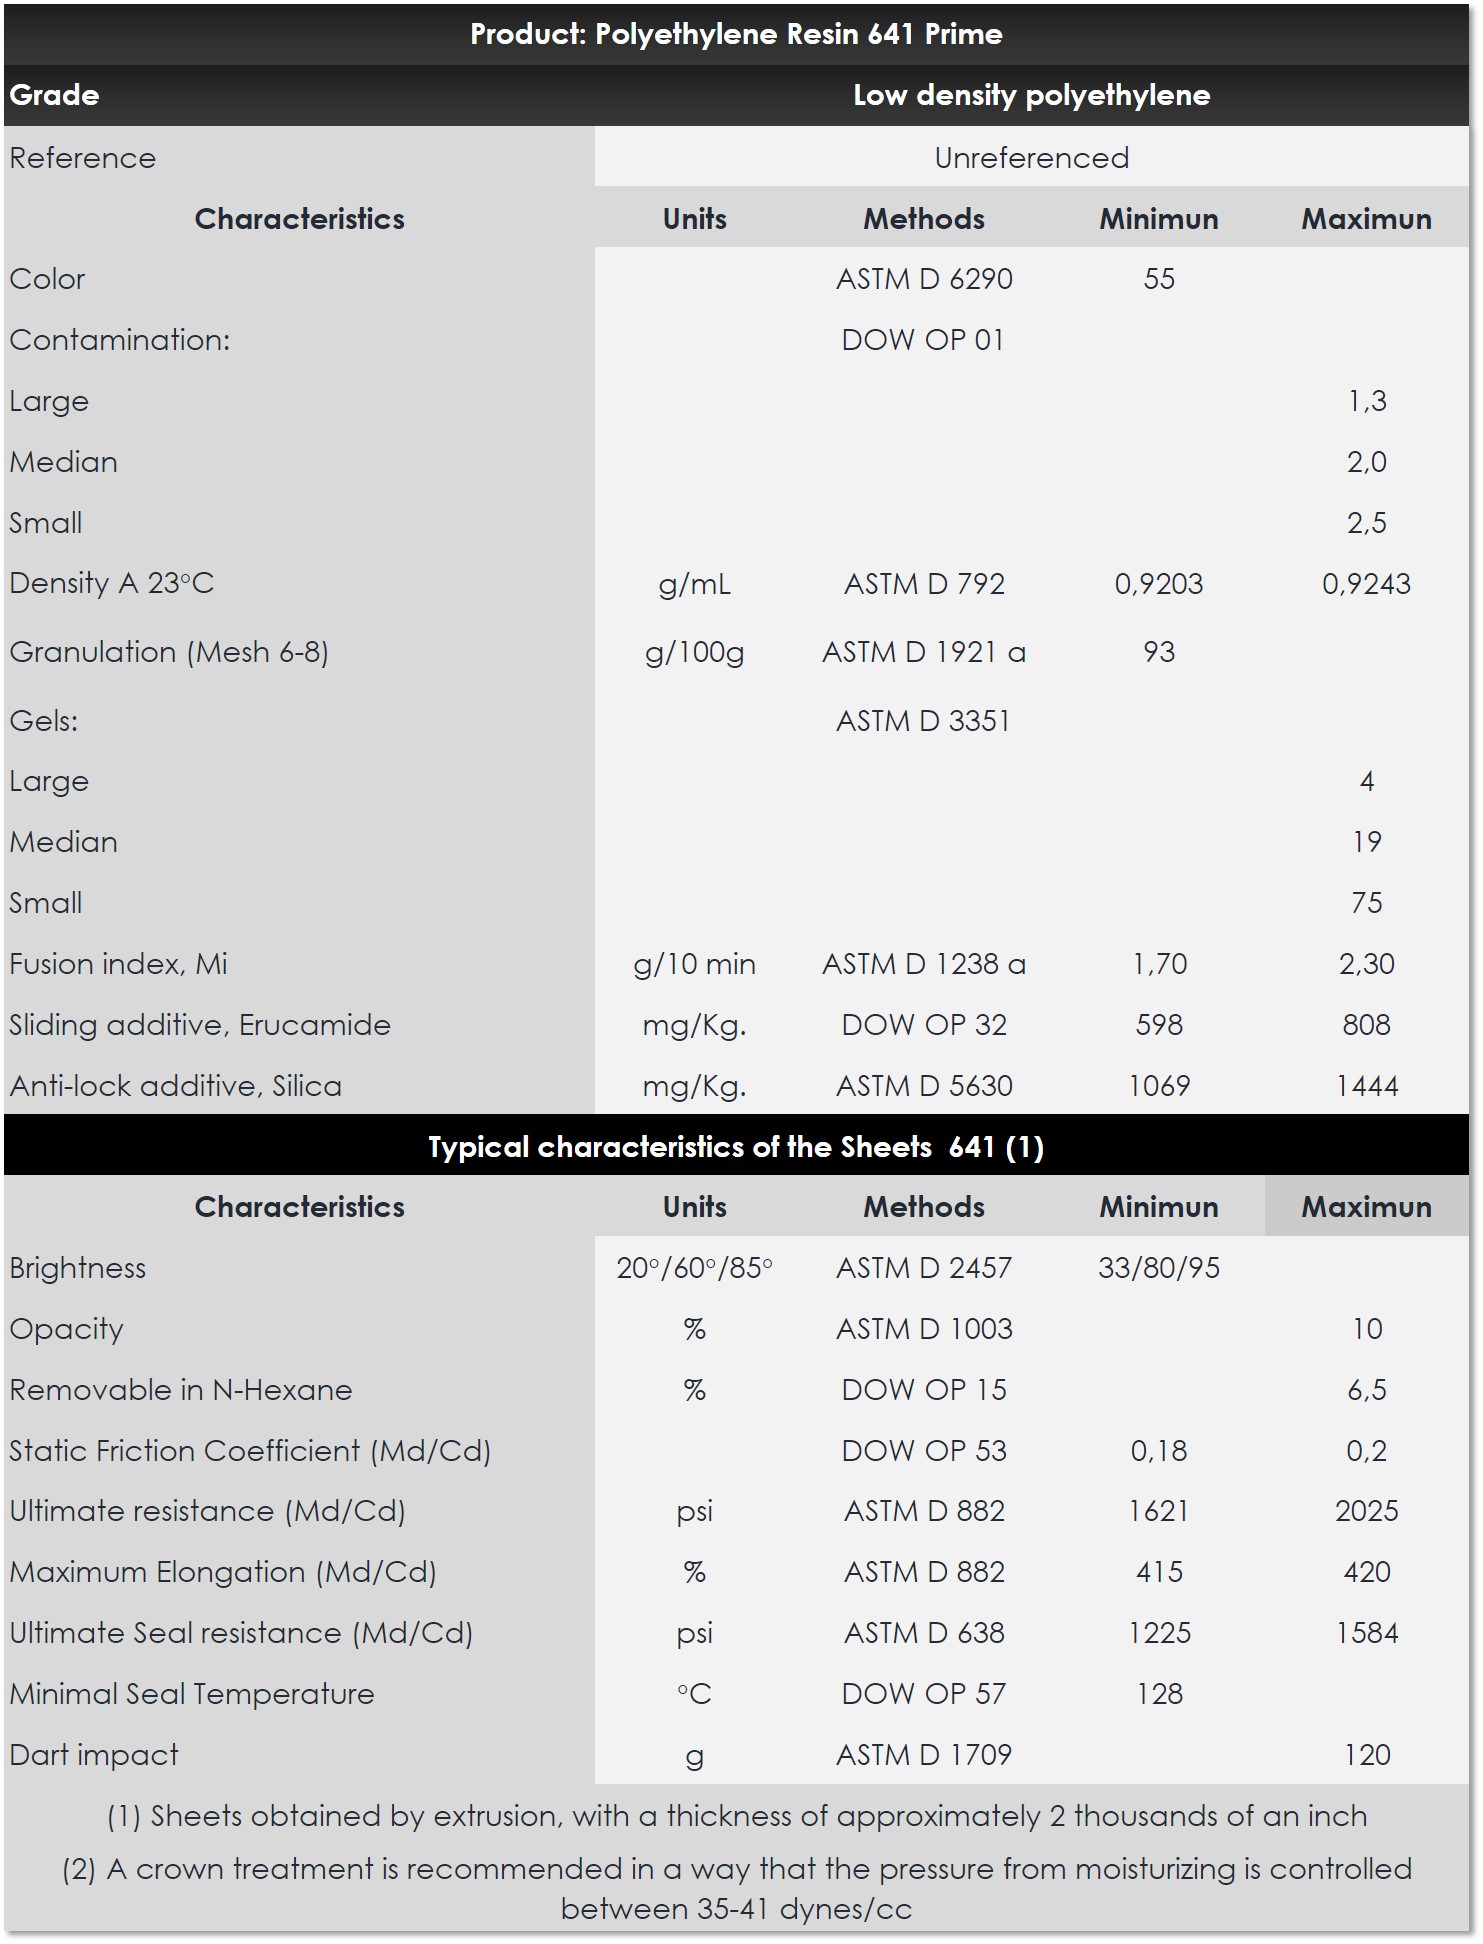 Product: Polyethylene Resin 641 Prime
Grade Low density polyethylene
Reference Unreferenced
Characteristics Units Methods Minimun Maximun
Color ASTM D 6290 55
Contamination: DOW OP 01
Large 1,3
Median 2,0
Small 2,5
Density A 23°C g/mL ASTM D 792 0,9203 0,9243
Granulation (Mesh 6-8) g/100g ASTM D 1921 a 93
Gels: ASTM D 3351
Large 4
Median 19
Small 75
Fusion index, Mi g/10 min ASTM D 1238 a 1,70 2,30
Sliding additive, Erucamide mg/Kg. DOW OP 32 598 808
Anti-lock additive, Silica mg/Kg. ASTM D 5630 1069 1444
Typical characteristics of the Sheets 641 (1)
Characteristics Units Methods Minimun Maximun
Brightness 20°/60°/85° ASTM D 2457 33/80/95
Opacity % ASTM D 1003 10
Removable in N-Hexane % DOW OP 15 6,5
Static Friction Coefficient (Md/Cd) DOW OP 53 0,18 0,2
Ultimate resistance (Md/Cd) psi ASTM D 882 1621 2025
Maximum Elongation (Md/Cd) % ASTM D 882 415 420
Ultimate Seal resistance (Md/Cd) psi ASTM D 638 1225 1584
Minimal Seal Temperature °C DOW OP 57 128
Dart impact g ASTM D 1709 120
(1) Sheets obtained by extrusion, with a thickness of approximately 2 thousands of an inch
(2) A crown treatment is recommended in a way that the pressure from moisturizing is controlled
between 35-41 dynes/cc